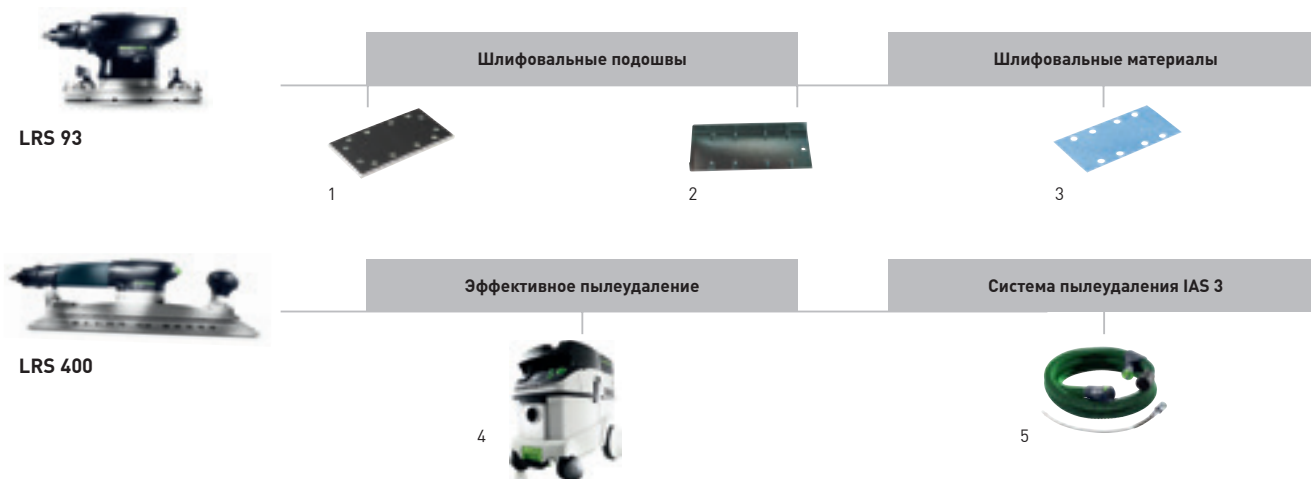 Шлифовальные подошвы
Шлифовальные материалы
LRS 93
1
2
3
Эффективное пылеудаление
Система пылеудаления IAS 3
LRS 400
4
5